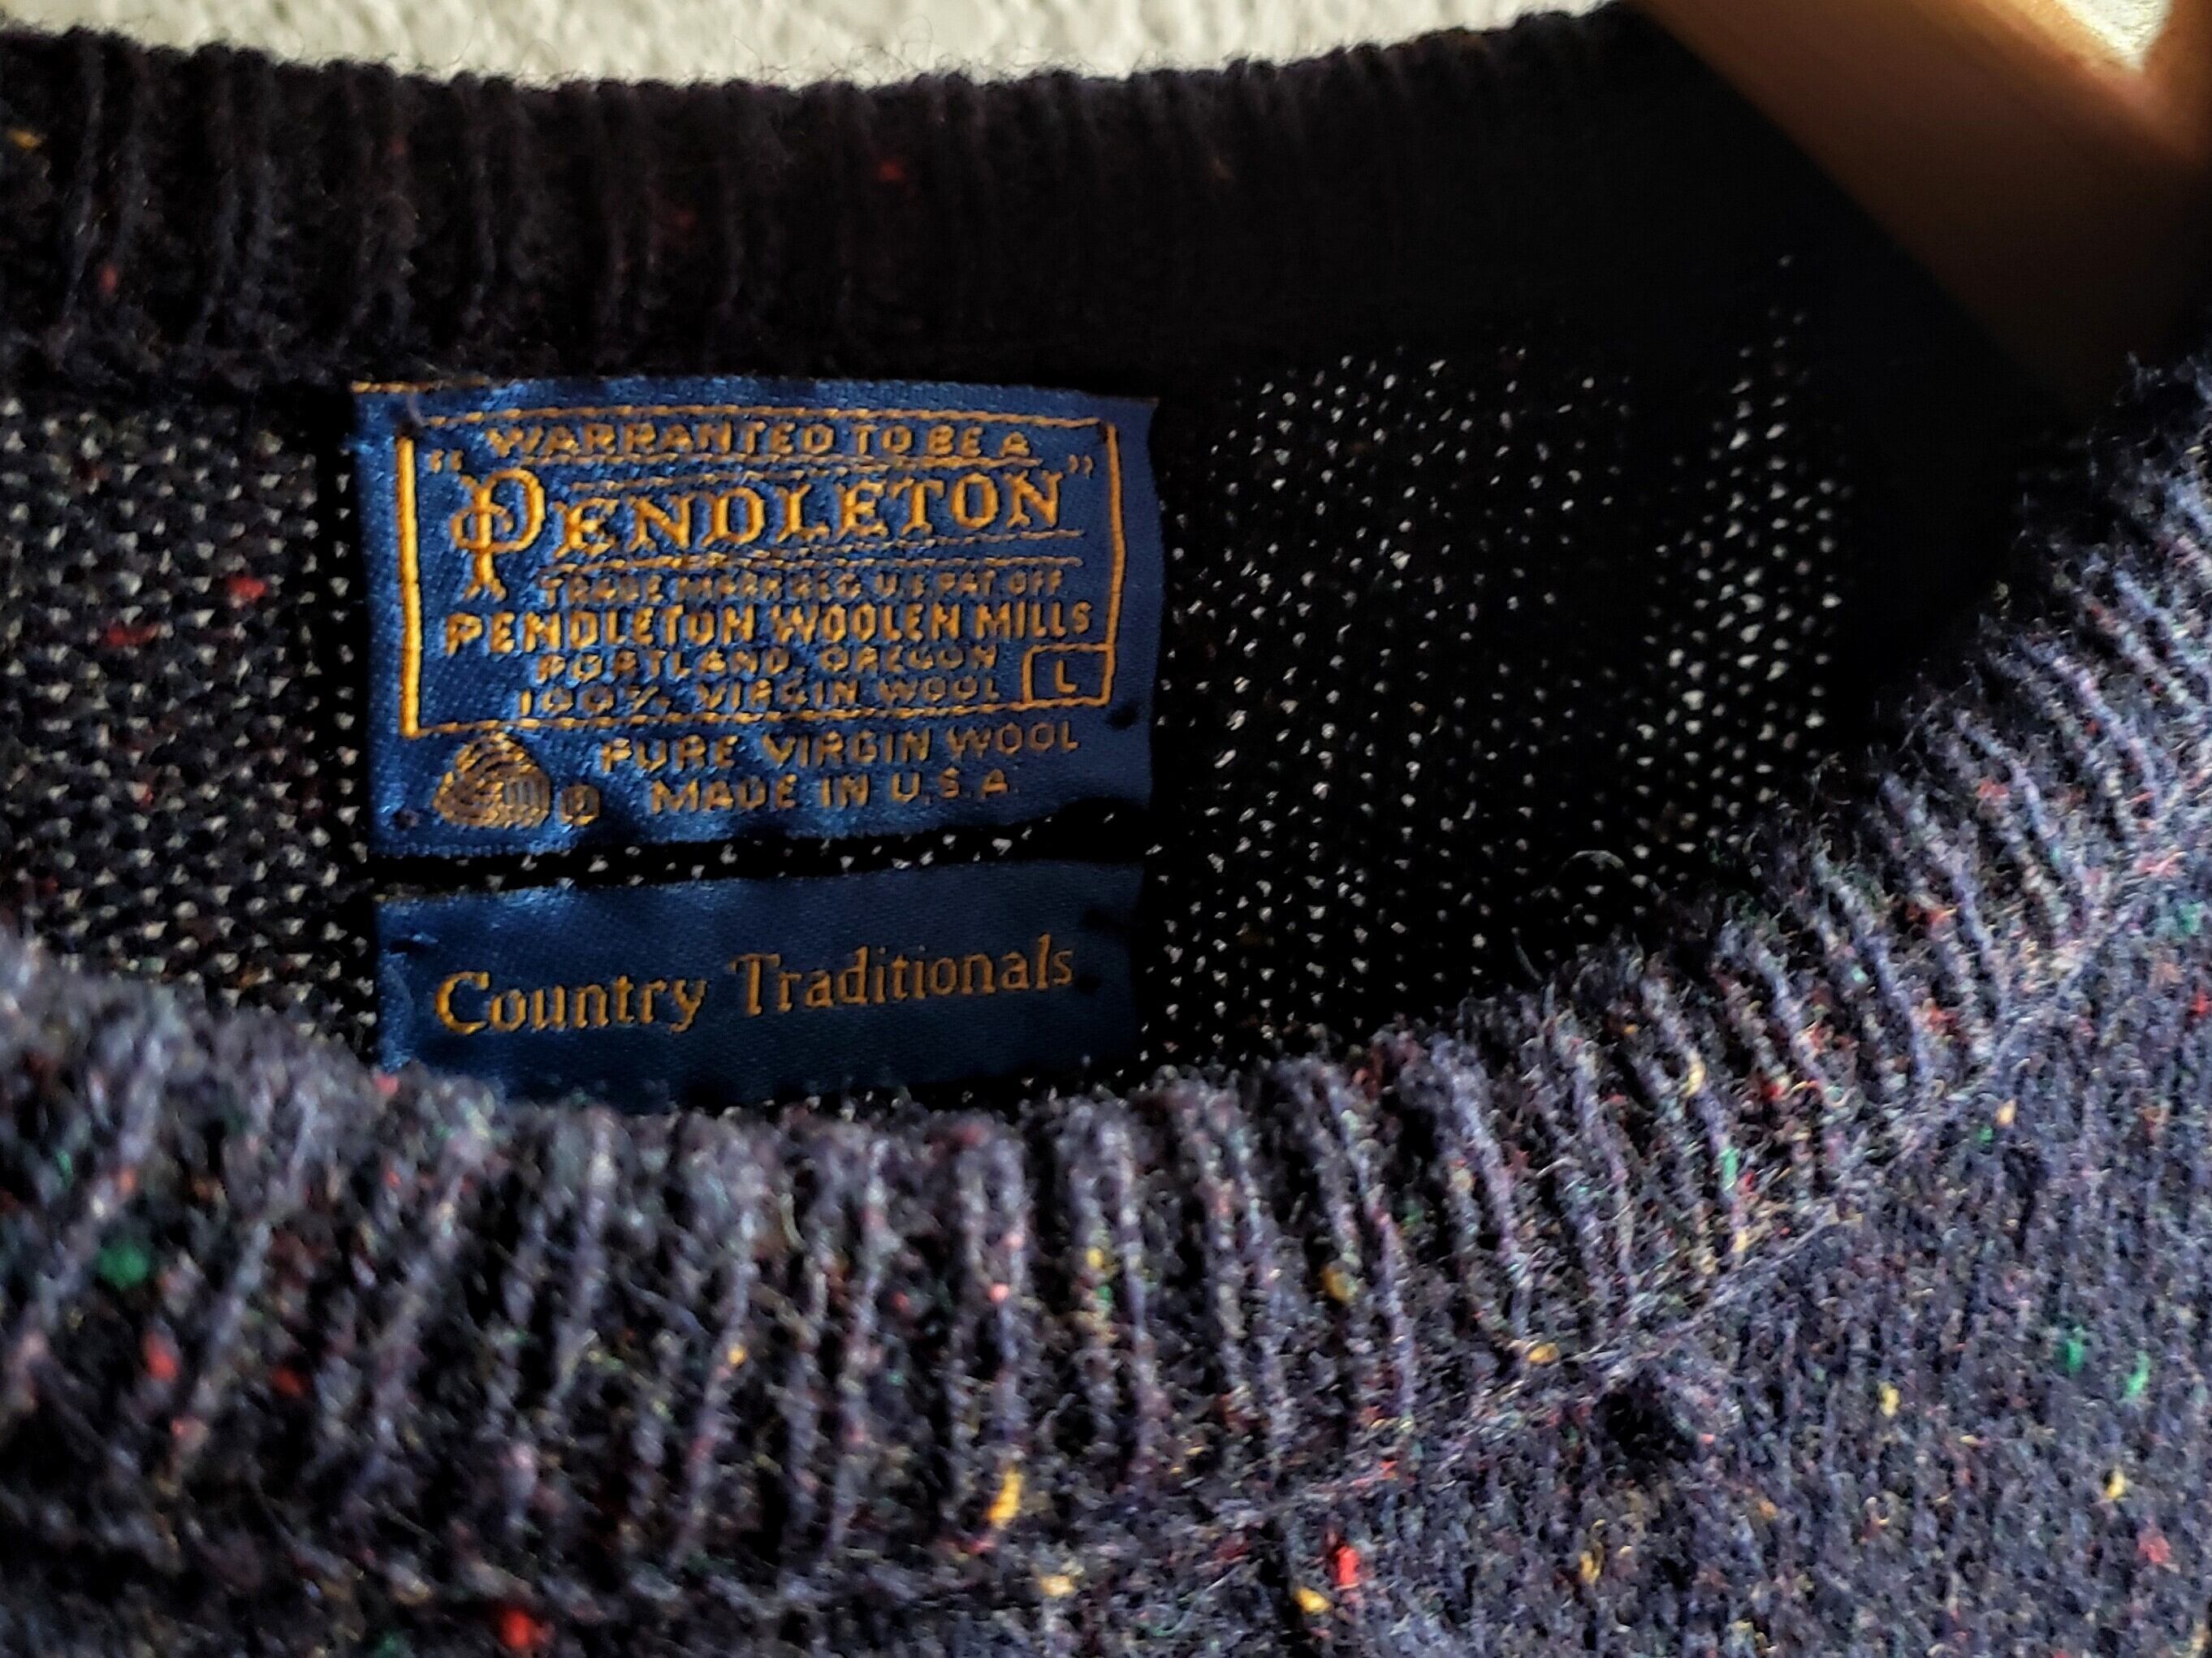 WARRANTED TO BE A
"PENDLETON"
TRADE MARK REG. U.S. PAT. OFF.
PENDLETON WOOLEN MILLS
PORTLAND, OREGON
100% VIRGIN WOOL L
PURE VIRGIN WOOL
® MADE IN U.S.A.
Country Traditionals